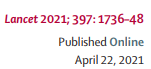 Lancet 2021; 397: 1736–48
Published Online
April 22, 2021